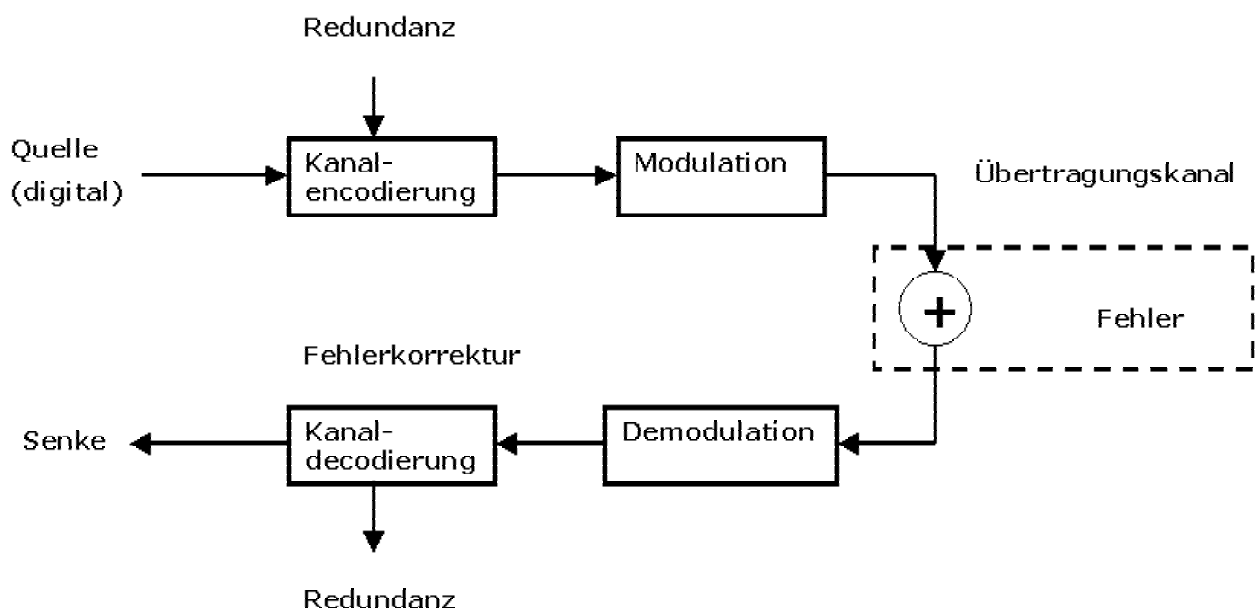 Redundanz
Quelle
(digital)
Kanal-
encodierung
Modulation
Übertragungskanal
+
Fehler
Fehlerkorrektur
Senke
Kanal-
decodierung
Demodulation
Redundanz